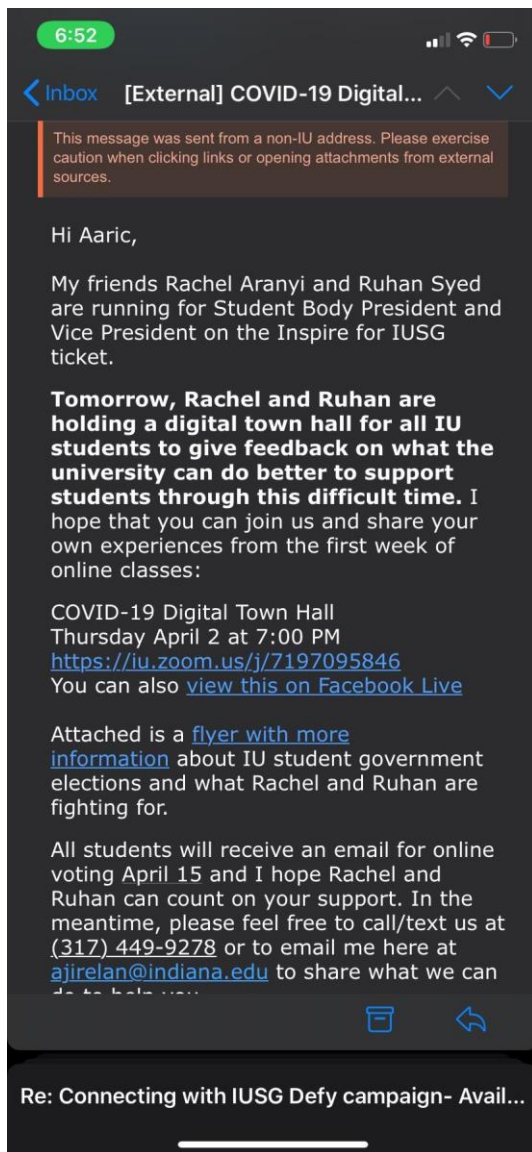 6:52
Inbox [External] COVID-19 Digital...
This message was sent from a non-IU address. Please exercise
caution when clicking links or opening attachments from external
sources.
Hi Aaric,
My friends Rachel Aranyi and Ruhan Syed
are running for Student Body President and
Vice President on the Inspire for IUSG
ticket.
Tomorrow, Rachel and Ruhan are
holding a digital town hall for all IU
students to give feedback on what the
university can do better to support
students through this difficult time. I
hope that you can join us and share your
own experiences from the first week of
online classes:
COVID-19 Digital Town Hall
Thursday April 2 at 7:00 PM
https://iu.zoom.us/j/7197095846
You can also view this on Facebook Live
Attached is a flyer with more
information about IU student government
elections and what Rachel and Ruhan are
fighting for.
All students will receive an email for online
voting April 15 and I hope Rachel and
Ruhan can count on your support. In the
meantime, please feel free to call/text us at
(317) 449-9278 or to email me here at
ajirelan@indiana.edu to share what we can
do to help you
Re: Connecting with IUSG Defy campaign- Avail...